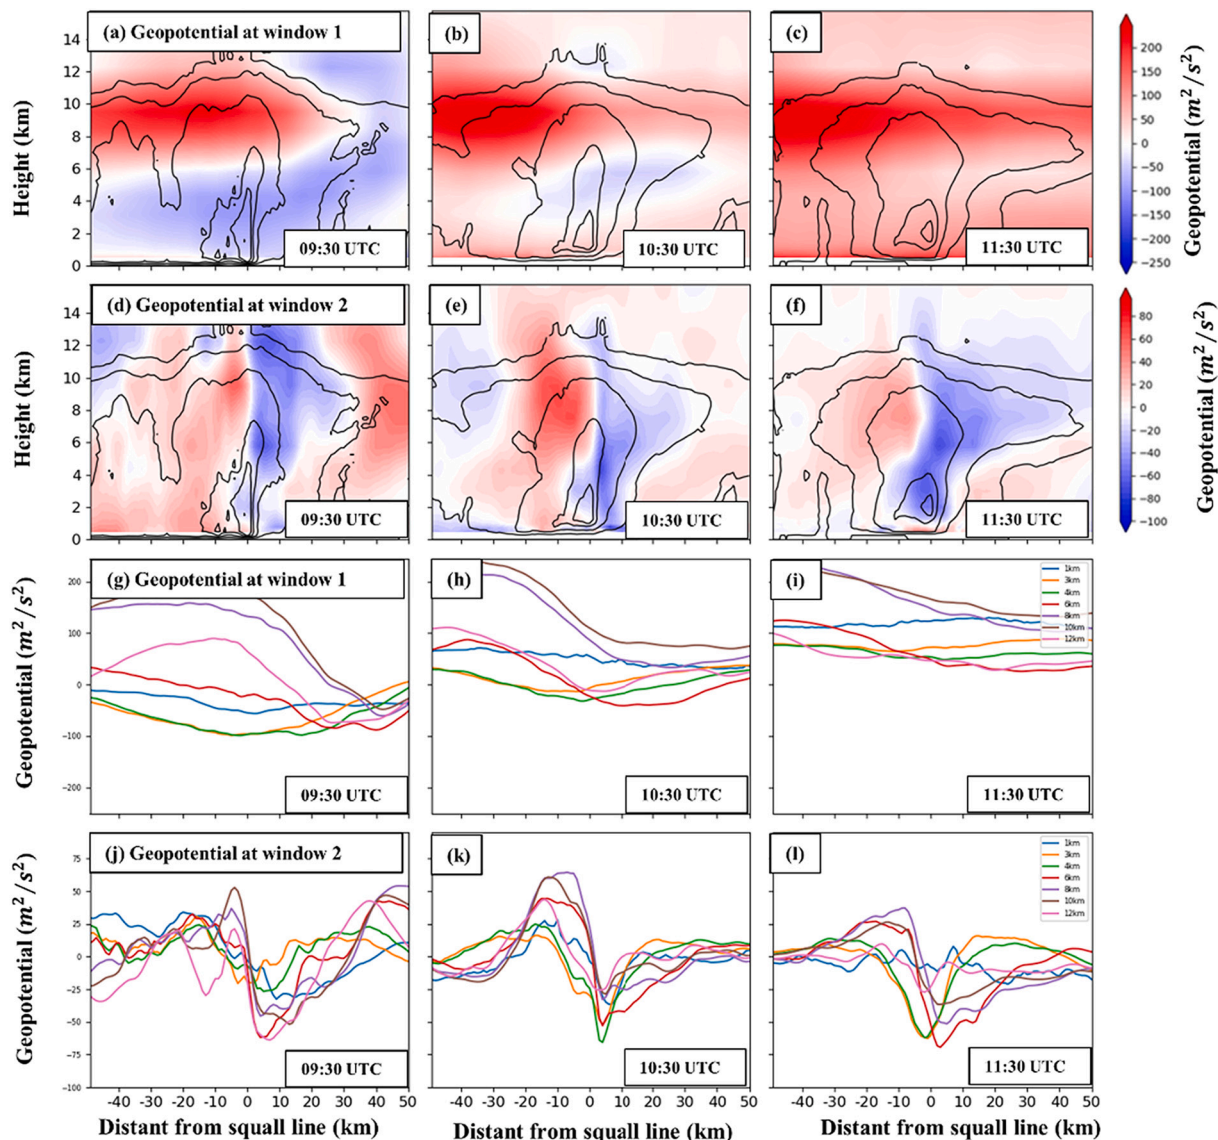 (a) Geopotential at window 1
(b)
(c)
14
12
10
8
6
4
2
0
Height (km)
09:30 UTC
10:30 UTC
11:30 UTC
200
150
100
50
0
−50
−100
−150
−200
−250
Geopotential (m²/s²)
(d) Geopotential at window 2
(e)
(f)
14
12
10
8
6
4
2
0
Height (km)
09:30 UTC
10:30 UTC
11:30 UTC
80
60
40
20
0
−20
−40
−60
−80
−100
Geopotential (m²/s²)
(g) Geopotential at window 1
(h)
(i)
200
100
0
−100
−200
Geopotential (m²/s²)
1km
3km
4km
6km
8km
10km
12km
09:30 UTC
10:30 UTC
11:30 UTC
(j) Geopotential at window 2
(k)
(l)
75
50
25
0
−25
−50
−75
−100
Geopotential (m²/s²)
1km
3km
4km
6km
8km
10km
12km
09:30 UTC
10:30 UTC
11:30 UTC
-40 -30 -20 -10 0 10 20 30 40 50
-40 -30 -20 -10 0 10 20 30 40 50
-40 -30 -20 -10 0 10 20 30 40 50
Distant from squall line (km)
Distant from squall line (km)
Distant from squall line (km)